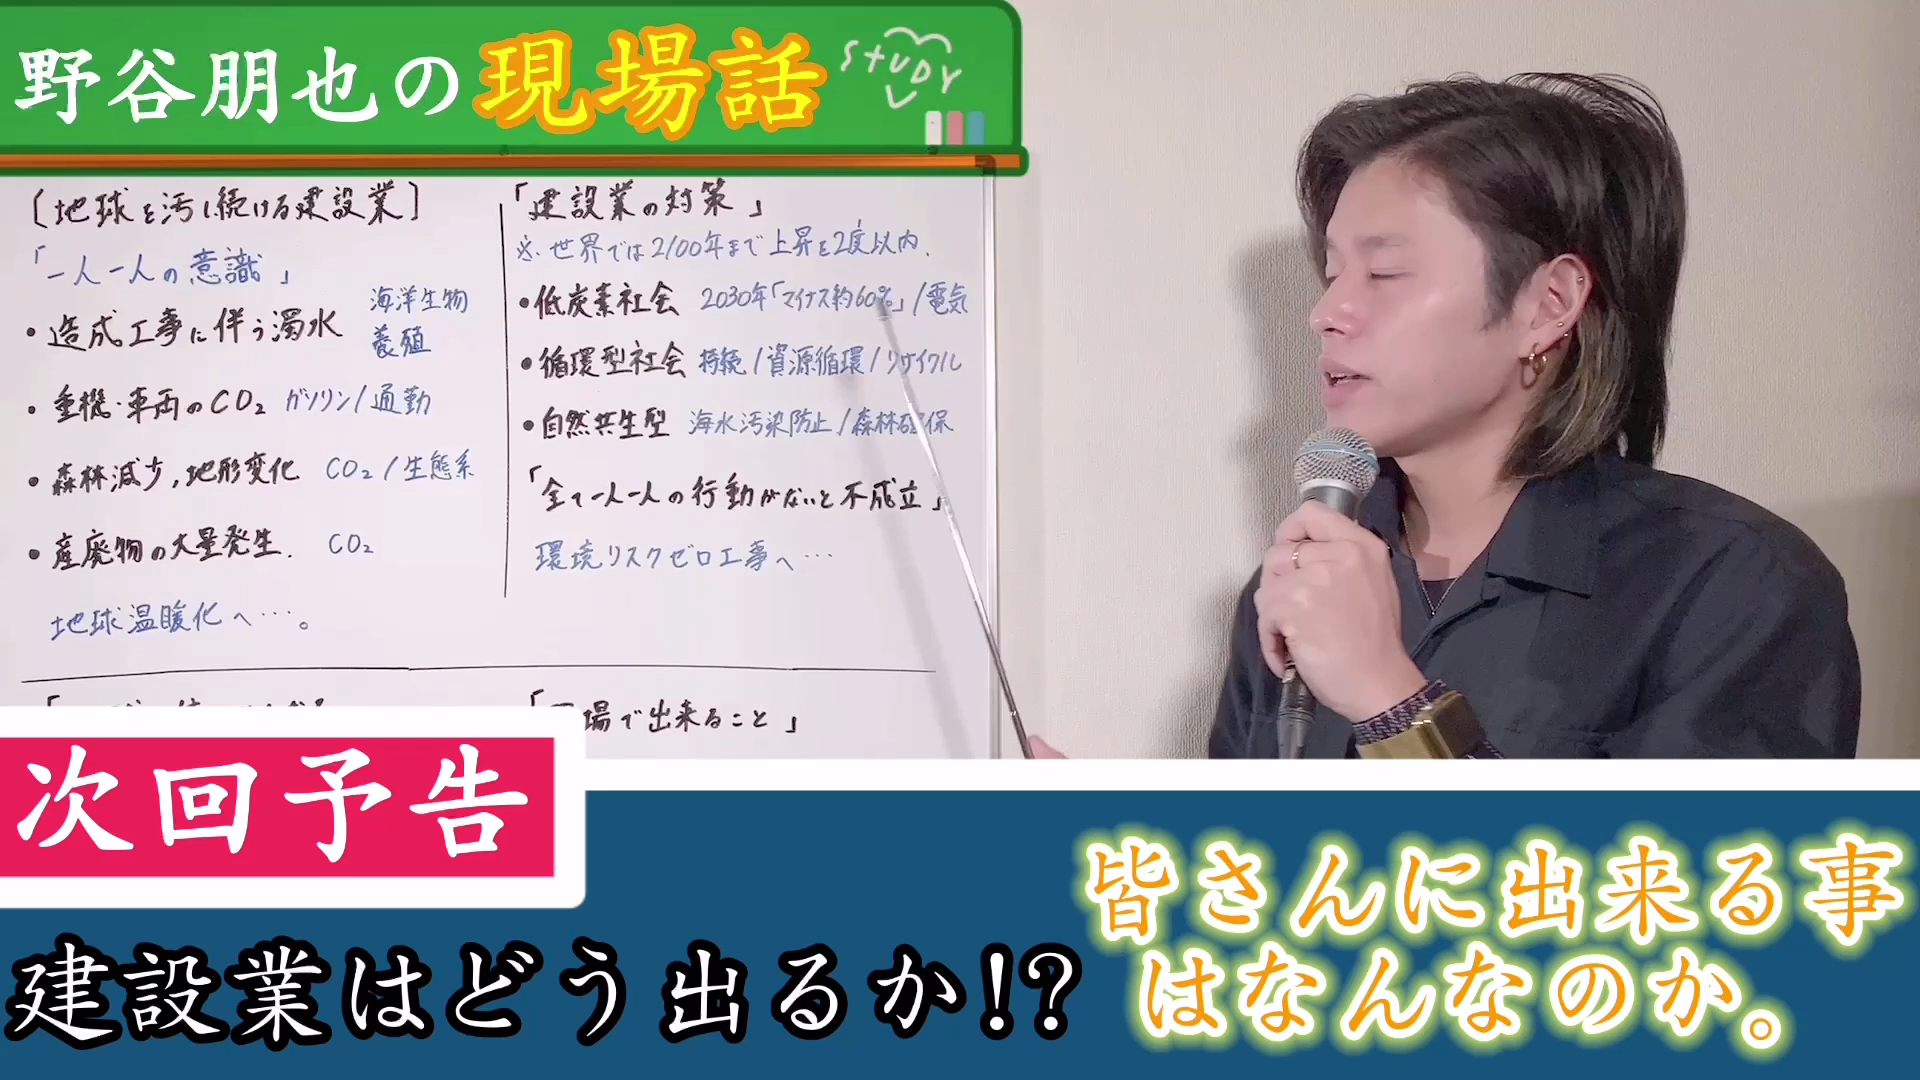 野谷朋也の現場話
STUDY
〔地球を汚し続ける建設業〕
「一人一人の意識」
・造成工事に伴う濁水 海洋生物 養殖
・重機・車両のCO2 ガソリン/通勤
・森林減少,地形変化 CO2/生態系
・産廃物の大量発生. CO2
地球温暖化へ…。
「建設業の対策」
※.世界では2100年まで上昇を2度以内.
・低炭素社会 2030年「マイナス約60%」/電気
・循環型社会 持続/資源循環/リサイクル
・自然共生型 海水汚染防止/森林確保
「全て一人一人の行動がないと不成立」
環境リスクゼロ工事へ…
場で出来ること」
次回予告
建設業はどう出るか!?
皆さんに出来る事
はなんなのか。